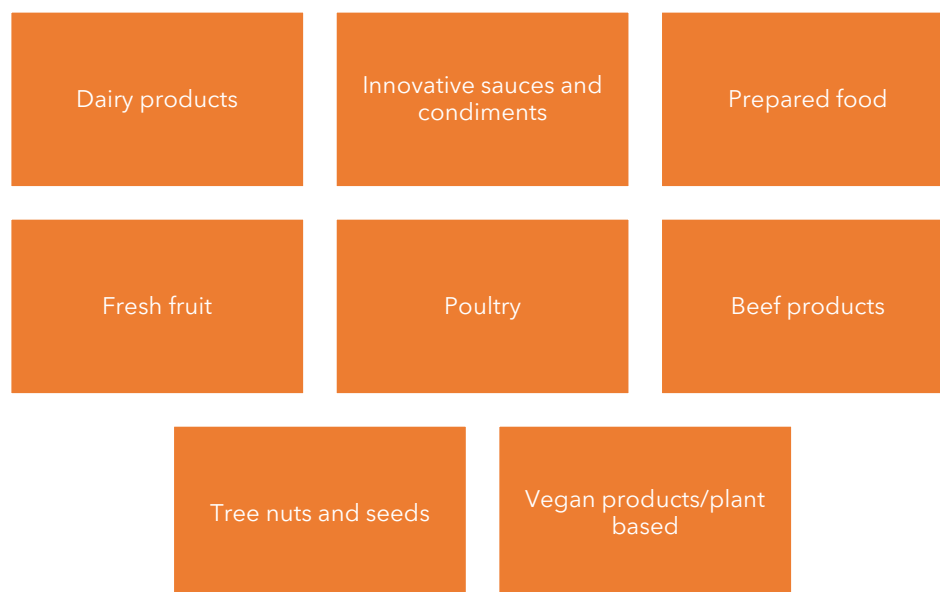 Dairy products
Innovative sauces and
condiments
Prepared food
Fresh fruit
Poultry
Beef products
Tree nuts and seeds
Vegan products/plant
based